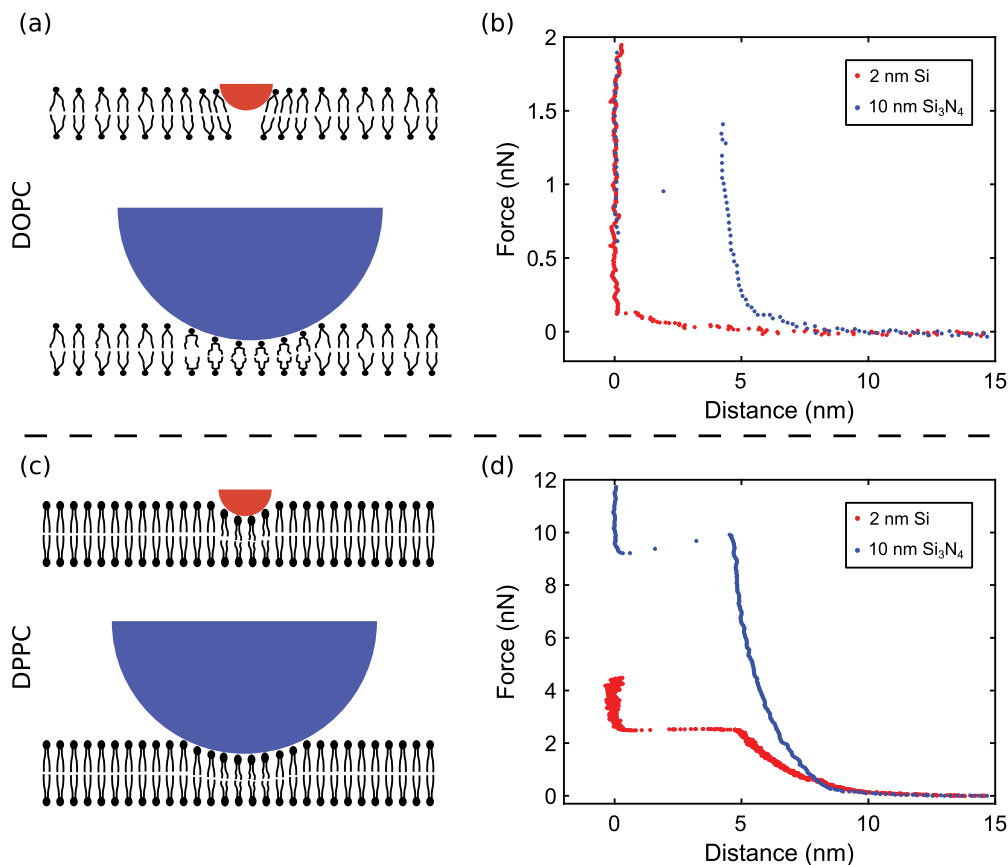 (a)
DOPC
(b)
2
1.5
1
0.5
0
Force (nN)
2 nm Si
10 nm Si₃N₄
0
5
10
15
Distance (nm)
(c)
DPPC
(d)
12
10
8
6
4
2
0
Force (nN)
2 nm Si
10 nm Si₃N₄
0
5
10
15
Distance (nm)